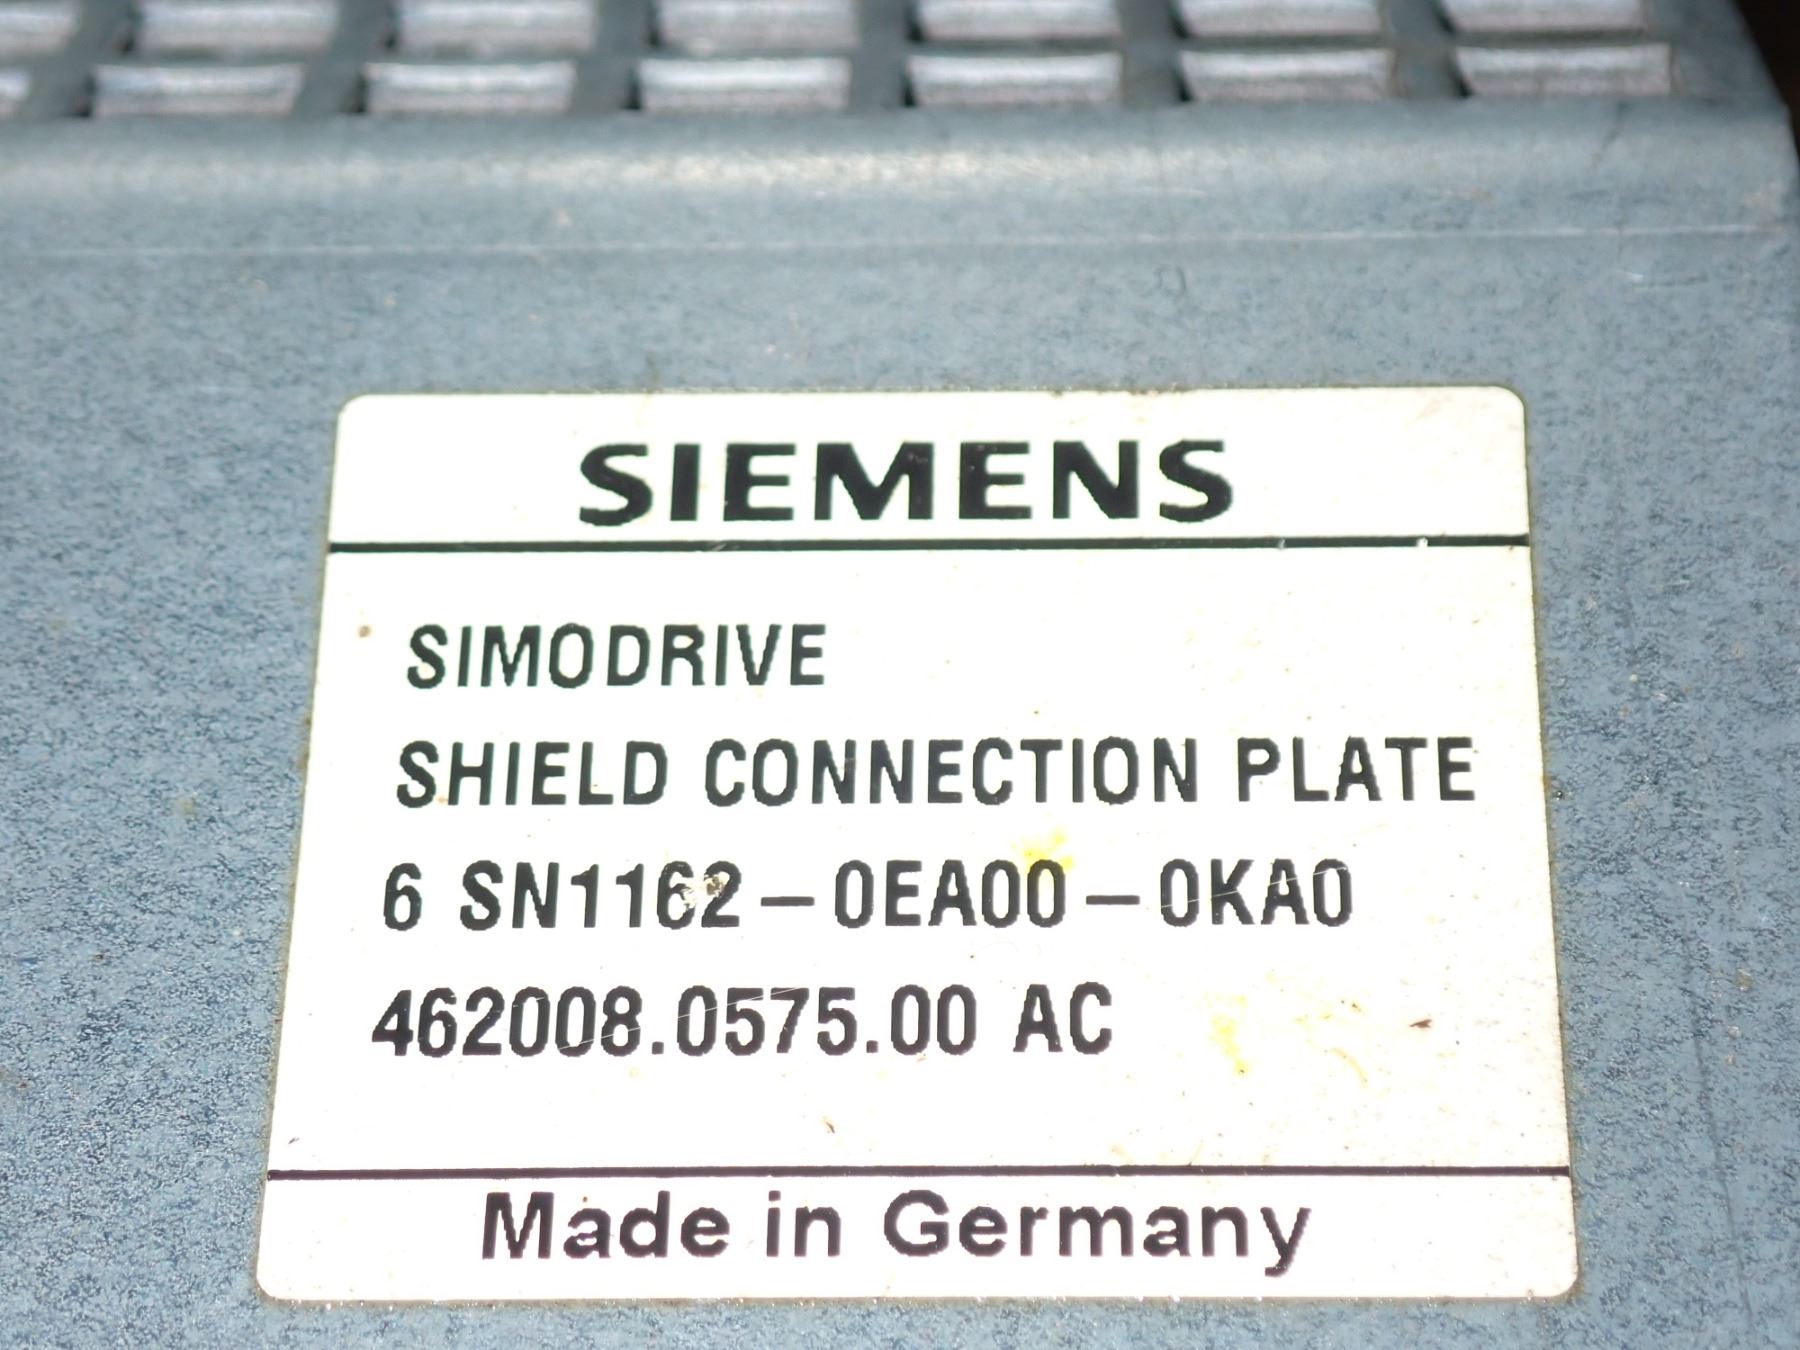 SIEMENS
SIMODRIVE
SHIELD CONNECTION PLATE
6 SN1162-0EA00-0KA0
462008.0575.00 AC
Made in Germany